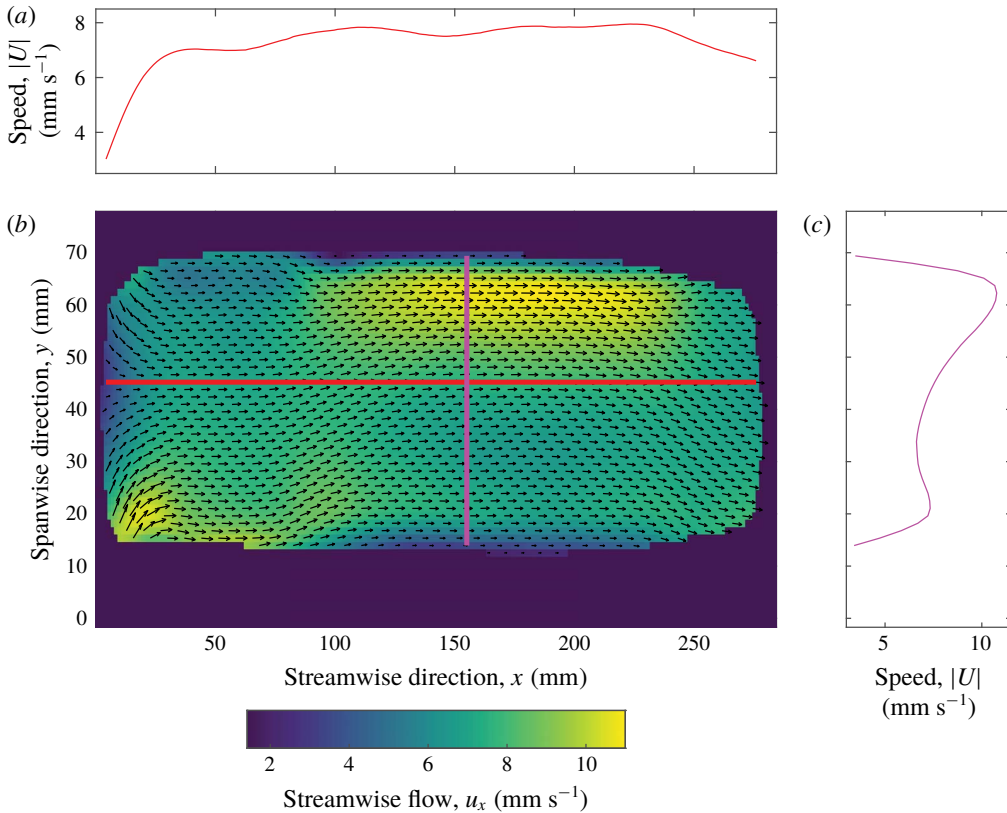 (a)
8
6
4
Speed, |U|
(mm s⁻¹)
(b)
70
60
50
40
30
20
10
0
Spanwise direction, y (mm)
50
100
150
200
250
Streamwise direction, x (mm)
(c)
5
10
Speed, |U|
(mm s⁻¹)
2
4
6
8
10
Streamwise flow, uₓ (mm s⁻¹)